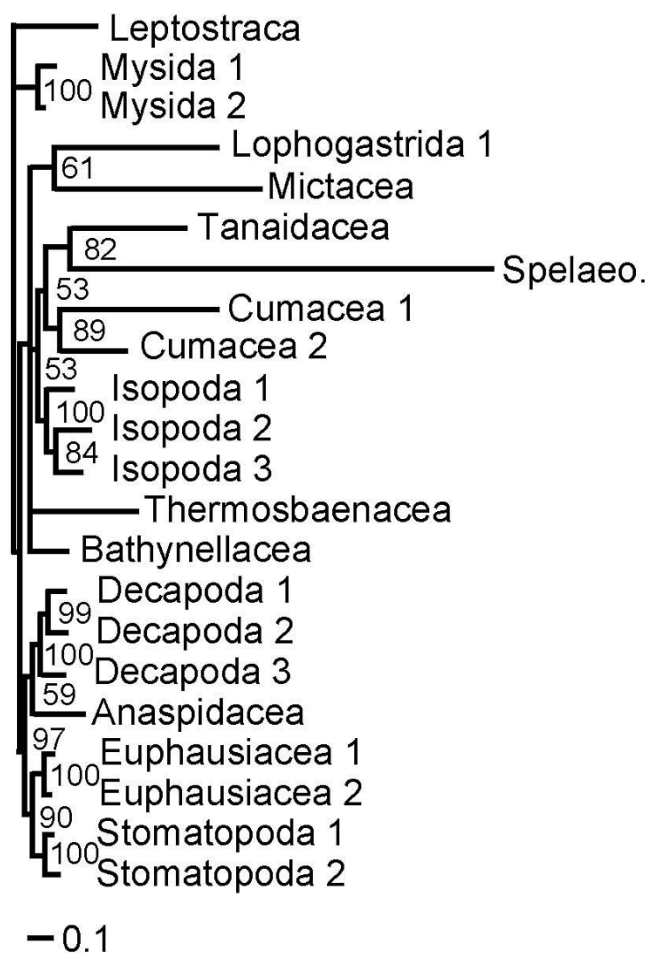 Leptostraca
Mysida 1
100
Mysida 2
Lophogastrida 1
61
Mictacea
Tanaidacea
82
Spelaeo.
53
Cumacea 1
89
Cumacea 2
53
Isopoda 1
100
Isopoda 2
84
Isopoda 3
Thermosbaenacea
Bathynellacea
Decapoda 1
99
Decapoda 2
100
Decapoda 3
59
Anaspidacea
97
Euphausiacea 1
100
Euphausiacea 2
90
Stomatopoda 1
100
Stomatopoda 2
0.1